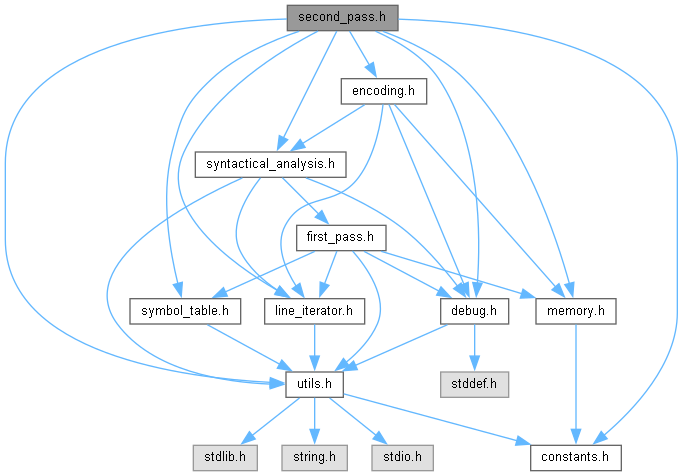 second_pass.h
encoding.h
syntactical_analysis.h
first_pass.h
symbol_table.h
line_iterator.h
debug.h
memory.h
utils.h
stddef.h
stdlib.h
string.h
stdio.h
constants.h